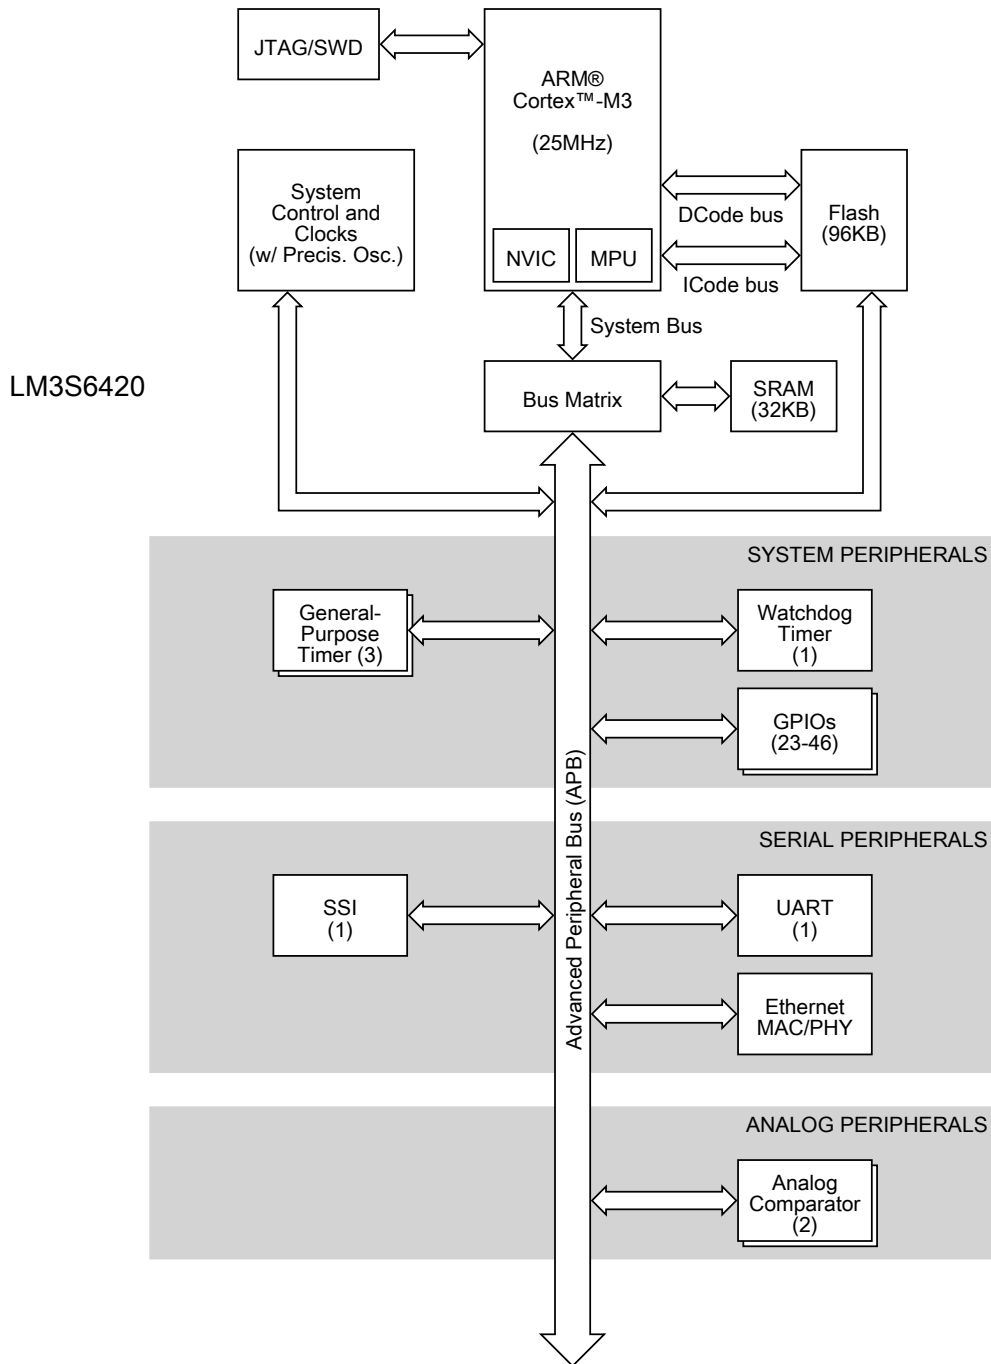 JTAG/SWD
ARM®
Cortex™-M3
(25MHz)
System
Control and
Clocks
(w/ Precis. Osc.)
DCode bus
Flash
(96KB)
NVIC
MPU
ICode bus
System Bus
LM3S6420
Bus Matrix
SRAM
(32KB)
SYSTEM PERIPHERALS
General-
Purpose
Timer (3)
Watchdog
Timer
(1)
GPIOs
(23-46)
Advanced Peripheral Bus (APB)
SERIAL PERIPHERALS
SSI
(1)
UART
(1)
Ethernet
MAC/PHY
ANALOG PERIPHERALS
Analog
Comparator
(2)